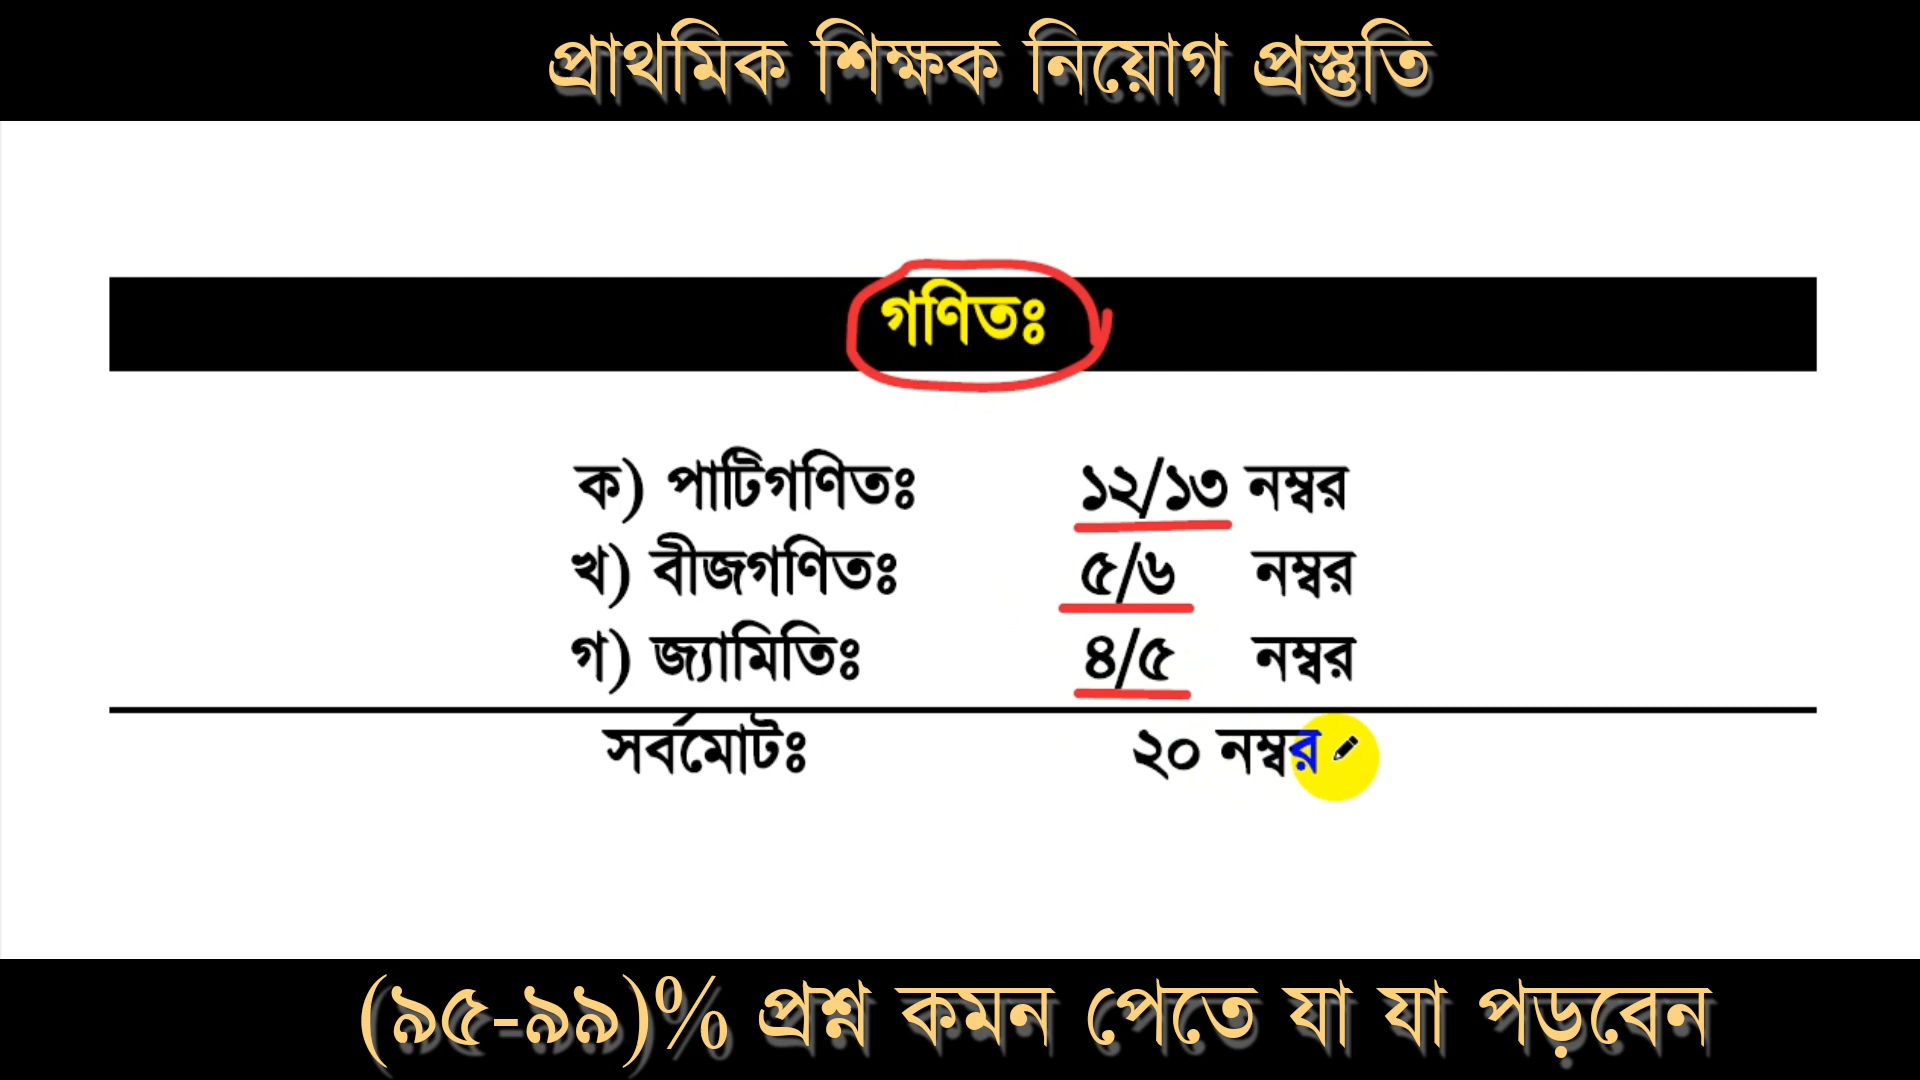 প্রাথমিক শিক্ষক নিয়োগ প্রস্তুতি
গণিতঃ
ক) পাটিগণিতঃ ১২/১৩ নম্বর
খ) বীজগণিতঃ ৫/৬ নম্বর
গ) জ্যামিতিঃ ৪/৫ নম্বর
সর্বমোটঃ ২০ নম্বর
(৯৫-৯৯)% প্রশ্ন কমন পেতে যা যা পড়বেন